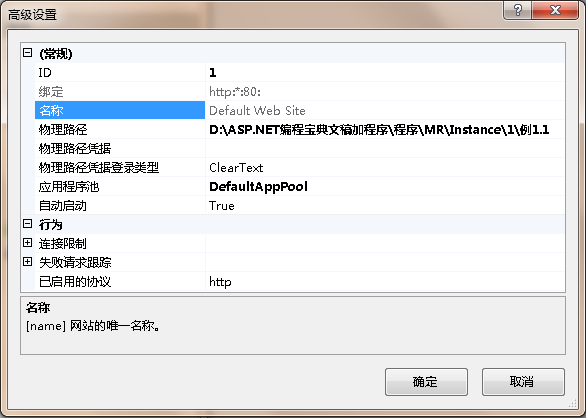 高级设置
(常规)
ID 1
绑定 http:*:80:
名称 Default Web Site
物理路径 D:\ASP.NET编程宝典文稿加程序\程序\MR\Instance\1\例1.1
物理路径凭据
物理路径凭据登录类型 ClearText
应用程序池 DefaultAppPool
自动启动 True
行为
连接限制
失败请求跟踪
已启用的协议 http
名称
[name] 网站的唯一名称。
确定 取消